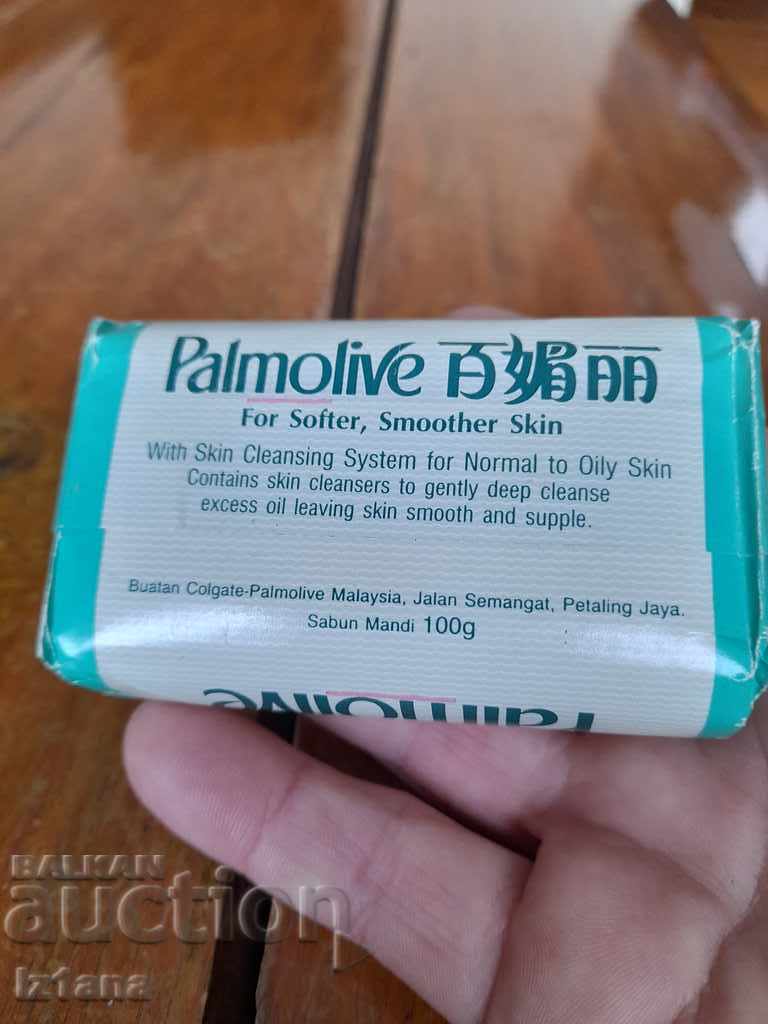 Palmolive 百媚丽
For Softer, Smoother Skin
With Skin Cleansing System for Normal to Oily Skin
Contains skin cleansers to gently deep cleanse
excess oil leaving skin smooth and supple.
Buatan Colgate-Palmolive Malaysia, Jalan Semangat, Petaling Jaya.
Sabun Mandi 100g
Palmolive
BALKAN
auction
Iz1ana